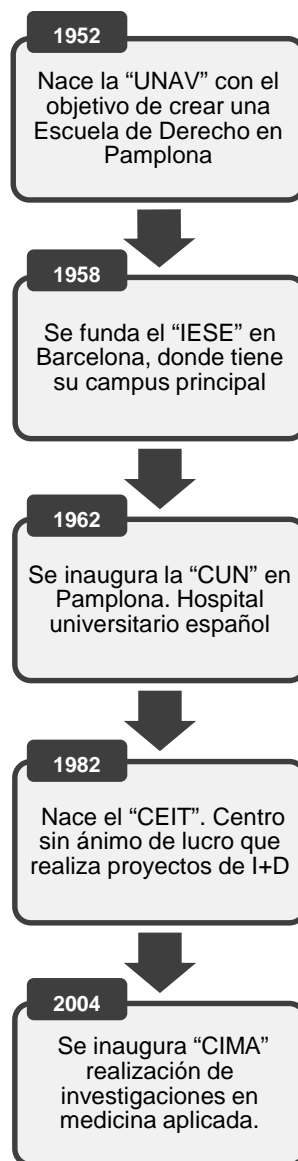 1952
Nace la “UNAV” con el
objetivo de crear una
Escuela de Derecho en
Pamplona
1958
Se funda el “IESE” en
Barcelona, donde tiene
su campus principal
1962
Se inaugura la “CUN” en
Pamplona. Hospital
universitario español
1982
Nace el “CEIT”. Centro
sin ánimo de lucro que
realiza proyectos de I+D
2004
Se inaugura “CIMA”
realización de
investigaciones en
medicina aplicada.